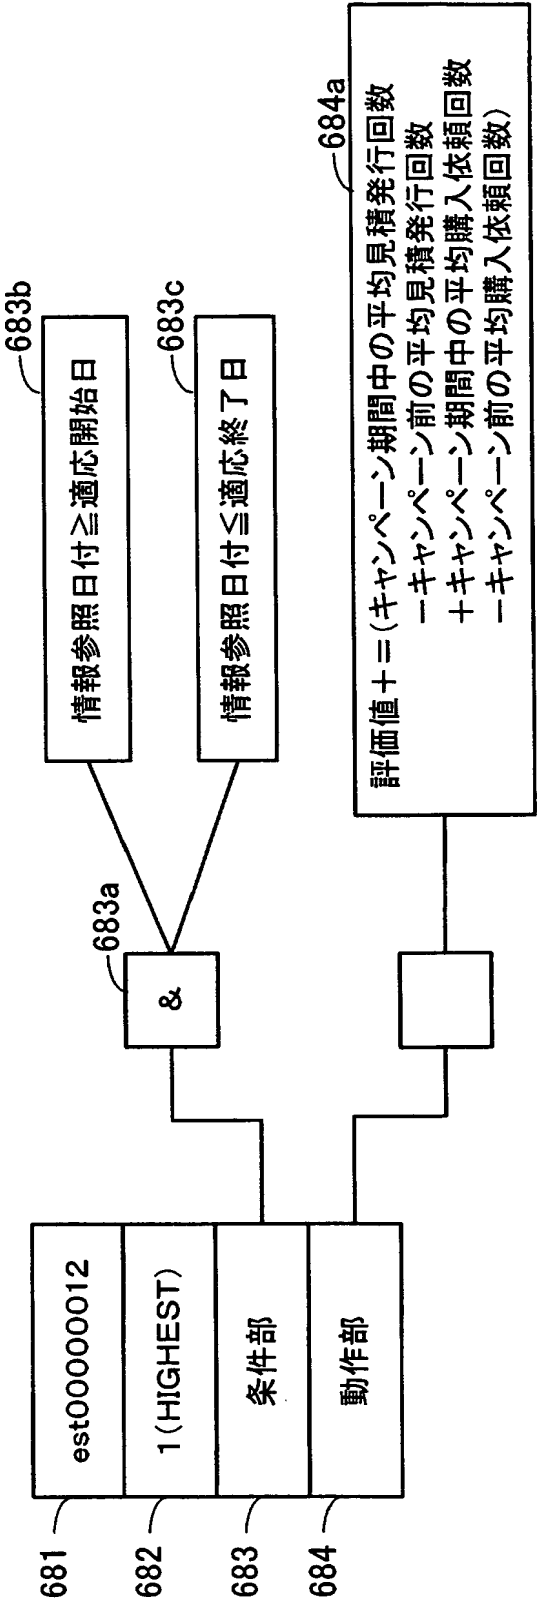 681
est00000012
682
1(HIGHEST)
683
条件部
684
動作部
683a
&
683b
情報参照日付≧適応開始日
683c
情報参照日付≦適応終了日
684a
評価値+=(キャンペーン期間中の平均見積発行回数
-キャンペーン前の平均見積発行回数
+キャンペーン期間中の平均購入依頼回数
-キャンペーン前の平均購入依頼回数)